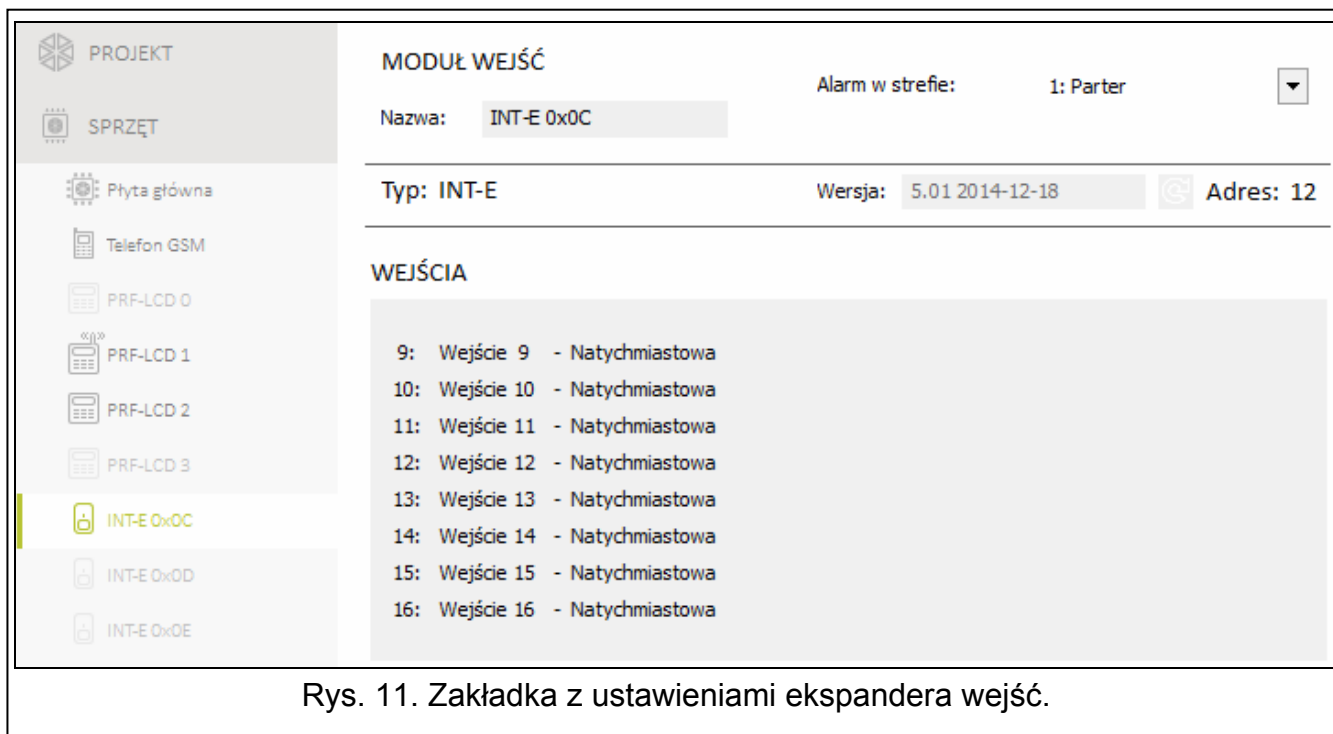 PROJEKT
SPRZĘT
Płyta główna
Telefon GSM
PRF-LCD 0
PRF-LCD 1
PRF-LCD 2
PRF-LCD 3
INT-E 0x0C
INT-E 0x0D
INT-E 0x0E
MODUŁ WEJŚĆ
Nazwa: INT-E 0x0C
Alarm w strefie: 1: Parter
Typ: INT-E Wersja: 5.01 2014-12-18 Adres: 12
WEJŚCIA
9: Wejście 9 - Natychmiastowa
10: Wejście 10 - Natychmiastowa
11: Wejście 11 - Natychmiastowa
12: Wejście 12 - Natychmiastowa
13: Wejście 13 - Natychmiastowa
14: Wejście 14 - Natychmiastowa
15: Wejście 15 - Natychmiastowa
16: Wejście 16 - Natychmiastowa
Rys. 11. Zakładka z ustawieniami ekspandera wejść.